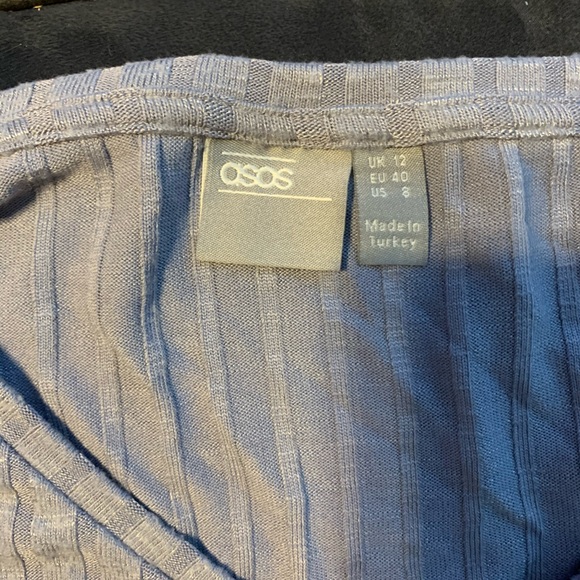 asos
UK 12
EU 40
US 8
Made in
Turkey